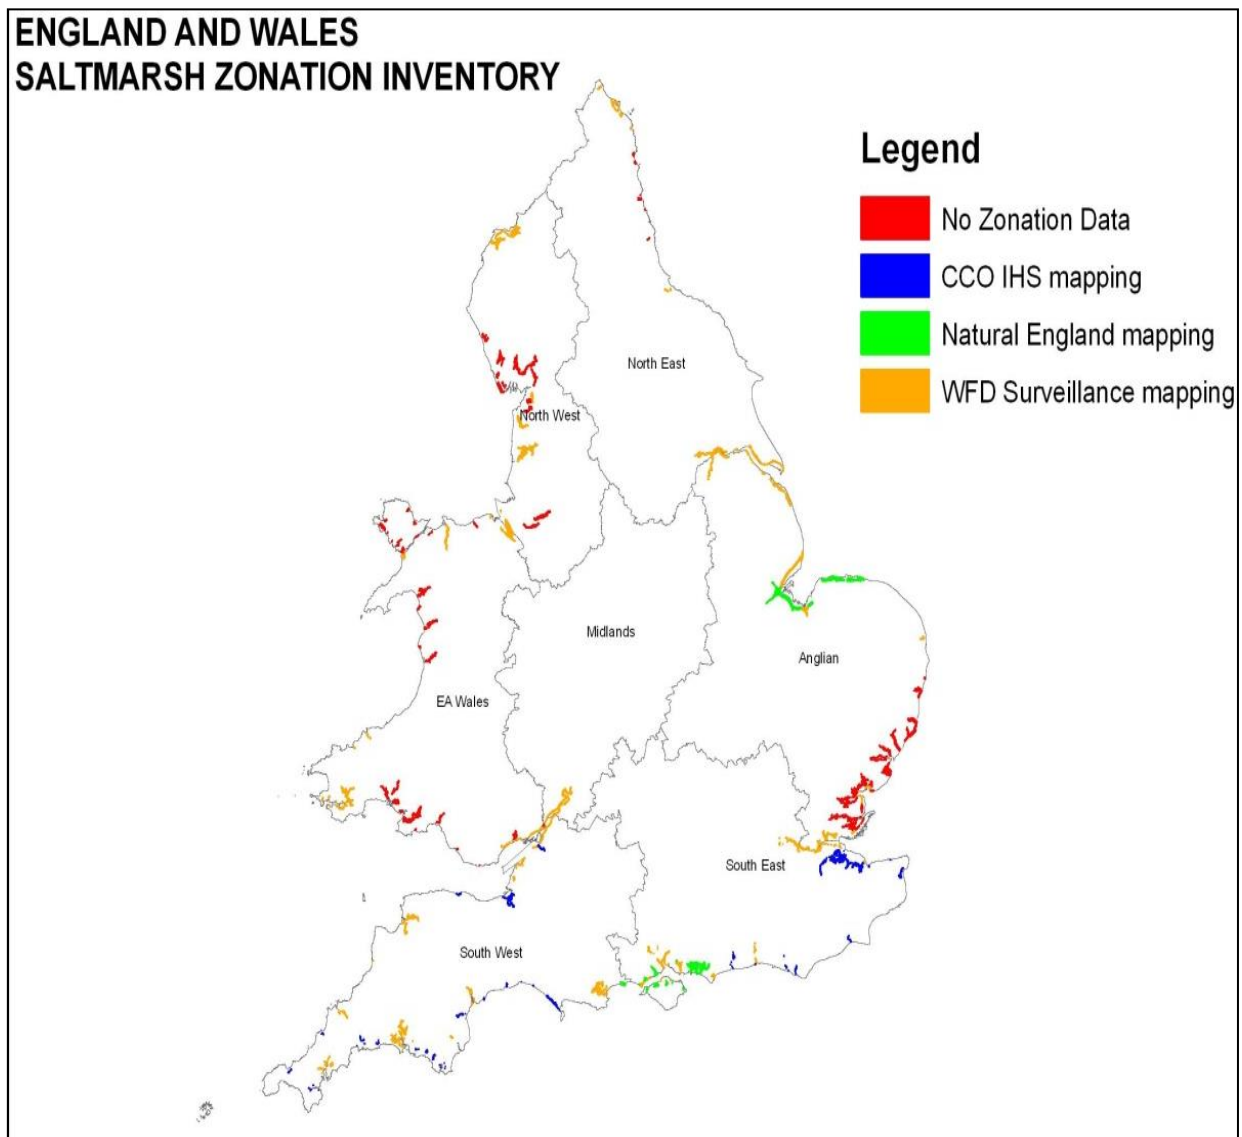 ENGLAND AND WALES
SALTMARSH ZONATION INVENTORY
Legend
No Zonation Data
CCO IHS mapping
Natural England mapping
WFD Surveillance mapping
North East
North West
Midlands
Anglian
EA Wales
South East
South West